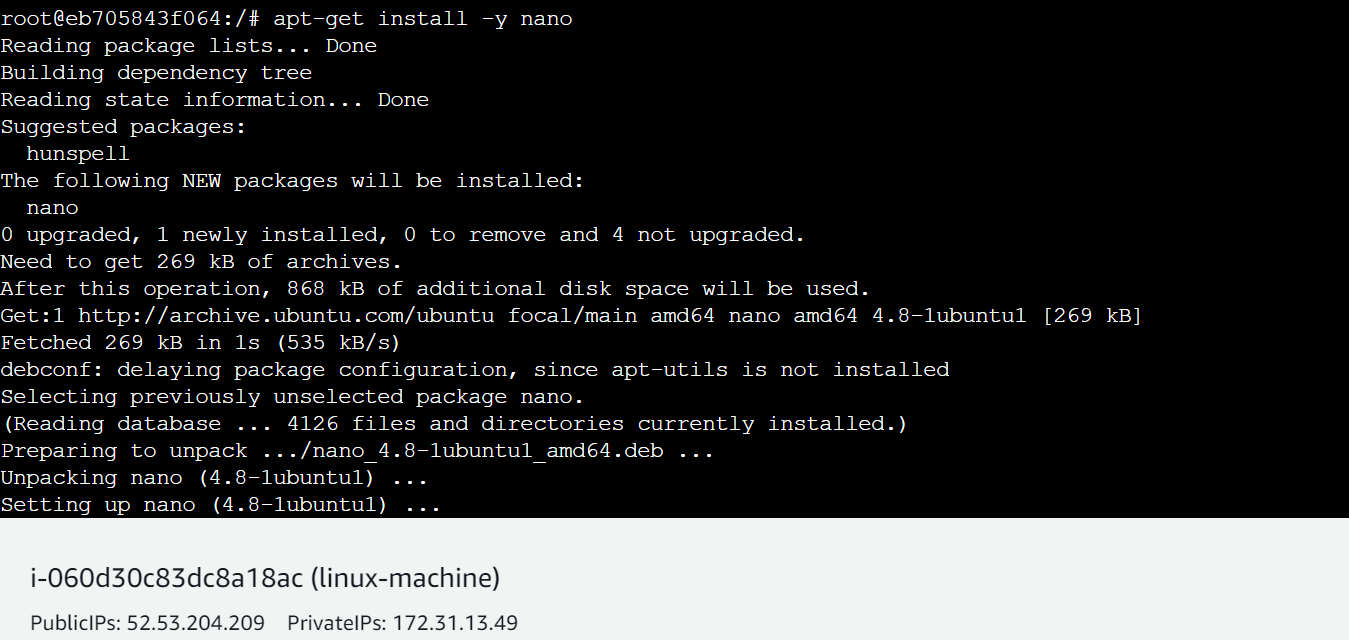 root@eb705843f064:/# apt-get install -y nano
Reading package lists... Done
Building dependency tree
Reading state information... Done
Suggested packages:
  hunspell
The following NEW packages will be installed:
  nano
0 upgraded, 1 newly installed, 0 to remove and 4 not upgraded.
Need to get 269 kB of archives.
After this operation, 868 kB of additional disk space will be used.
Get:1 http://archive.ubuntu.com/ubuntu focal/main amd64 nano amd64 4.8-1ubuntu1 [269 kB]
Fetched 269 kB in 1s (535 kB/s)
debconf: delaying package configuration, since apt-utils is not installed
Selecting previously unselected package nano.
(Reading database ... 4126 files and directories currently installed.)
Preparing to unpack .../nano_4.8-1ubuntu1_amd64.deb ...
Unpacking nano (4.8-1ubuntu1) ...
Setting up nano (4.8-1ubuntu1) ...
i-060d30c83dc8a18ac (linux-machine)
PublicIPs: 52.53.204.209    PrivateIPs: 172.31.13.49